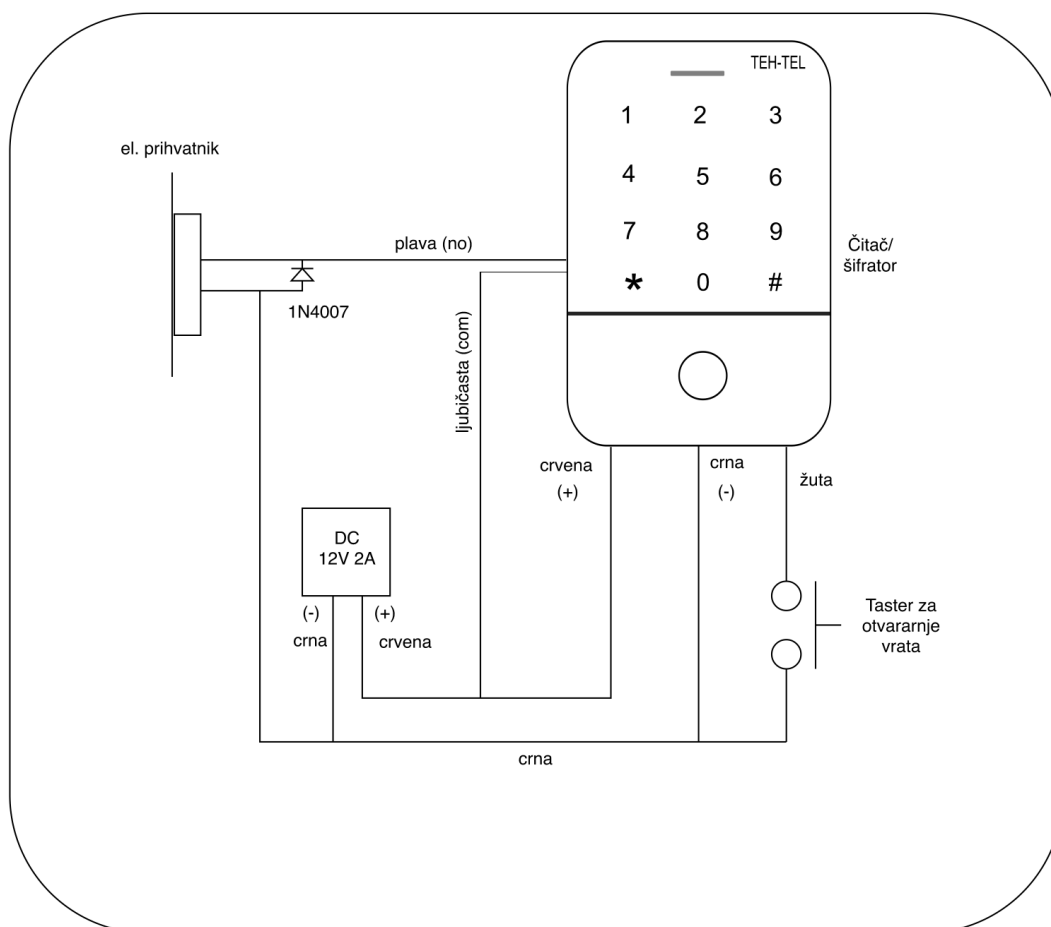 TEH-TEL
1 2 3
4 5 6
7 8 9
* 0 #
el. prihvatnik
plava (no)
1N4007
ljubičasta (com)
Čitač/
šifrator
crvena
(+)
crna
(-)
žuta
DC
12V 2A
(-)
crna
(+)
crvena
Taster za
otvararnje
vrata
crna